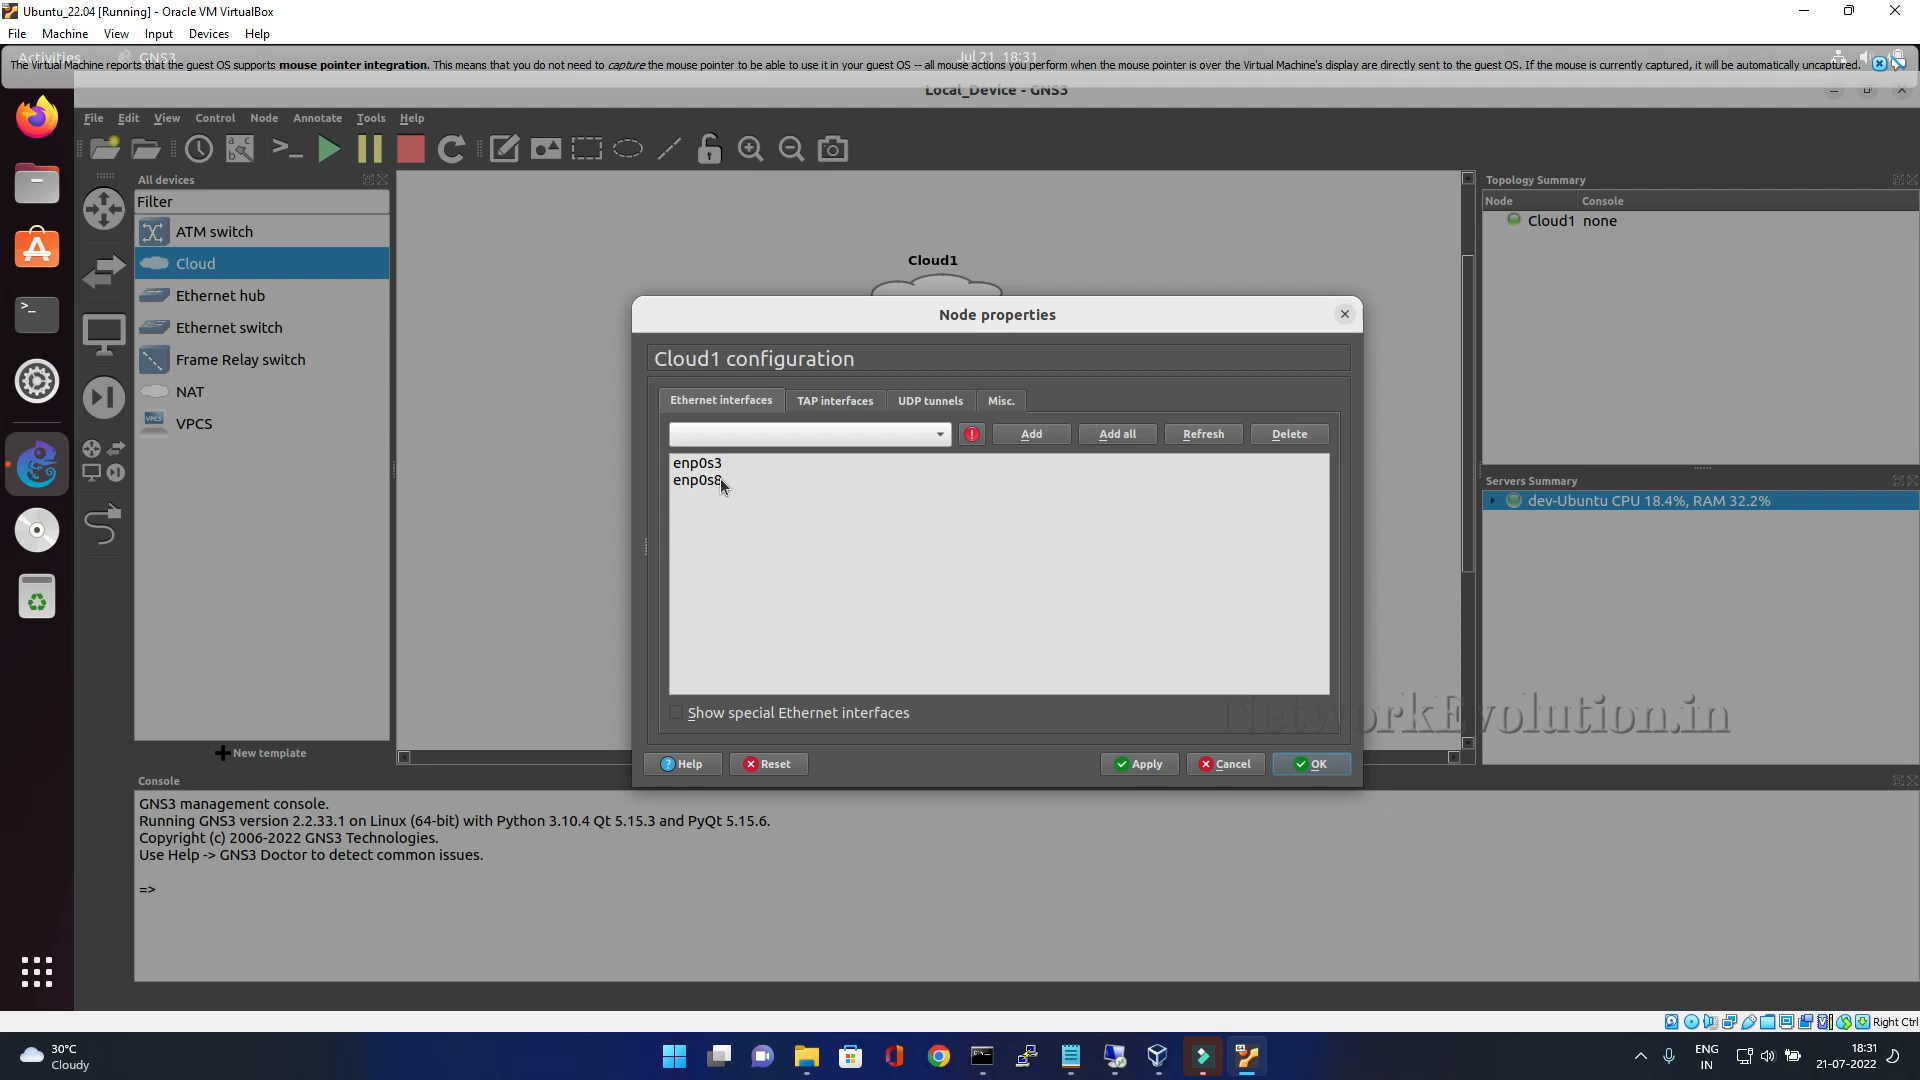 Ubuntu_22.04 [Running] - Oracle VM VirtualBox
File Machine View Input Devices Help
Activities GNS3 Jul 21 18:31
The Virtual Machine reports that the guest OS supports mouse pointer integration. This means that you do not need to capture the mouse pointer to be able to use it in your guest OS -- all mouse actions you perform when the mouse pointer is over the Virtual Machine's display are directly sent to the guest OS. If the mouse is currently captured, it will be automatically uncaptured.
Local_Device - GNS3
File Edit View Control Node Annotate Tools Help
All devices
Filter
ATM switch
Cloud
Ethernet hub
Ethernet switch
Frame Relay switch
NAT
VPCS
New template
Cloud1
Node properties
Cloud1 configuration
Ethernet interfaces TAP interfaces UDP tunnels Misc.
Add Add all Refresh Delete
enp0s3
enp0s8
Show special Ethernet interfaces
Help Reset Apply Cancel OK
Topology Summary
Node Console
Cloud1 none
Servers Summary
dev-Ubuntu CPU 18.4%, RAM 32.2%
NetworkEvolution.in
Console
GNS3 management console.
Running GNS3 version 2.2.33.1 on Linux (64-bit) with Python 3.10.4 Qt 5.15.3 and PyQt 5.15.6.
Copyright (c) 2006-2022 GNS3 Technologies.
Use Help -> GNS3 Doctor to detect common issues.
=>
Right Ctrl
30°C
Cloudy
ENG
IN
18:31
21-07-2022